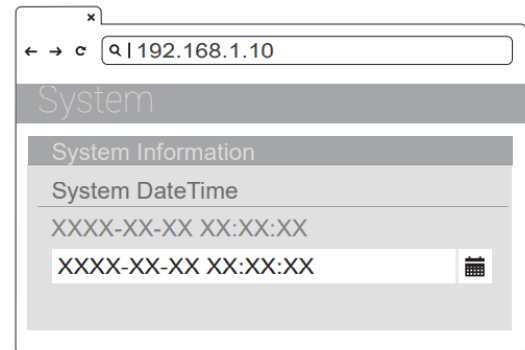 192.168.1.10
System
System Information
System DateTime
XXXX-XX-XX XX:XX:XX
XXXX-XX-XX XX:XX:XX